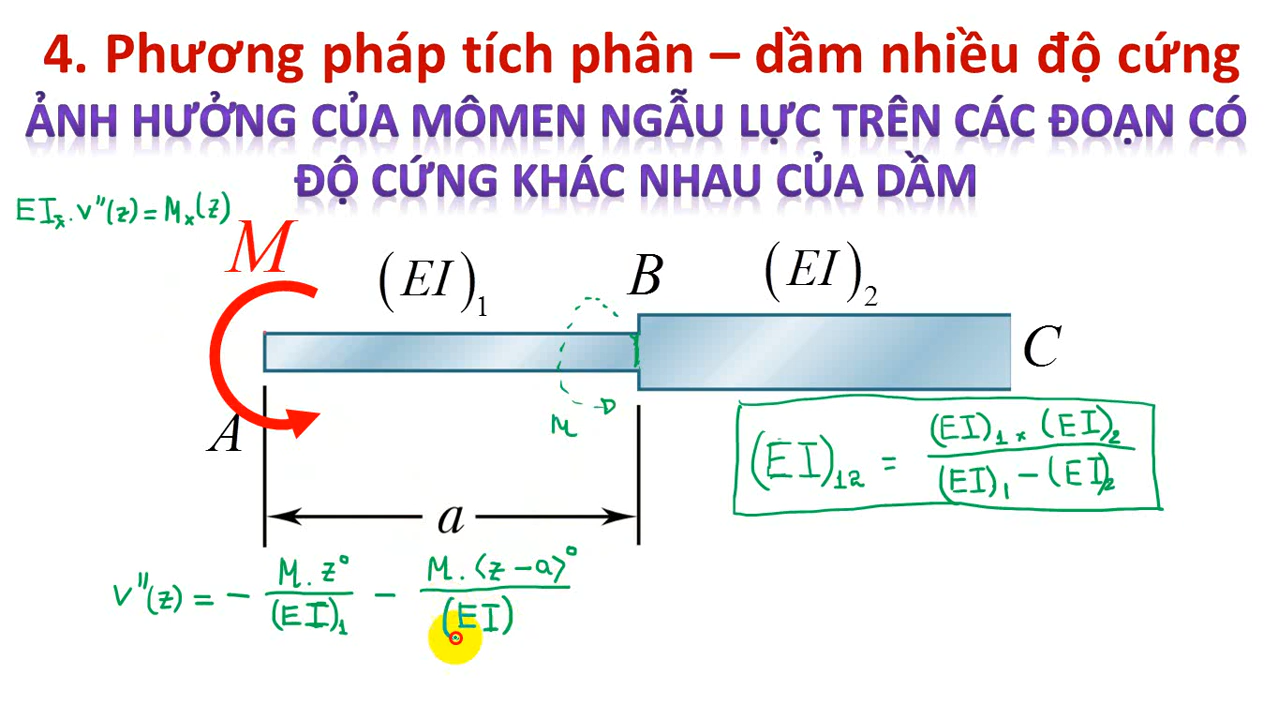 4. Phương pháp tích phân – dầm nhiều độ cứng
ẢNH HƯỞNG CỦA MÔMEN NGẪU LỰC TRÊN CÁC ĐOẠN CÓ
ĐỘ CỨNG KHÁC NHAU CỦA DẦM
EIₓ.v''(z)=Mₓ(z)
M
(EI)₁
B
(EI)₂
C
A
M
(EI)₁₂ = (EI)₁ × (EI)₂ / (EI)₁ − (EI)₂
a
v''(z) = − M.z⁰ / (EI)₁ − M.⟨z−a⟩⁰ / (EI)